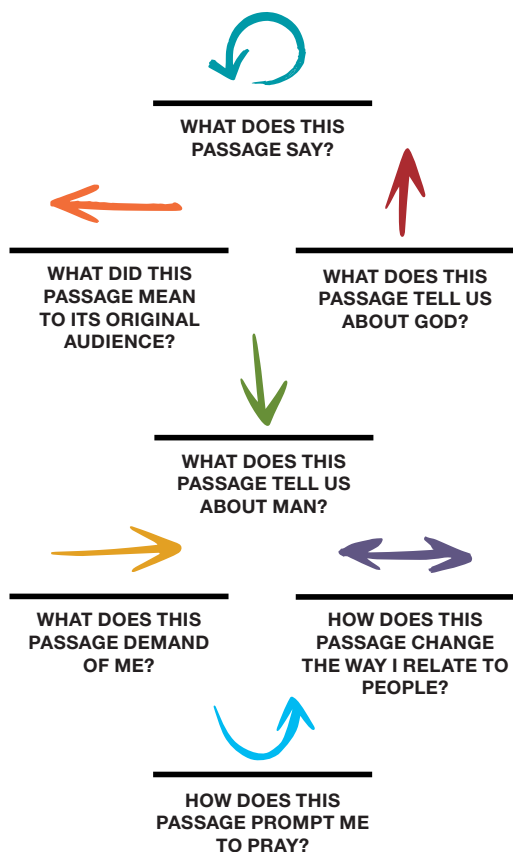 WHAT DOES THIS
PASSAGE SAY?
WHAT DID THIS
PASSAGE MEAN
TO ITS ORIGINAL
AUDIENCE?
WHAT DOES THIS
PASSAGE TELL US
ABOUT GOD?
WHAT DOES THIS
PASSAGE TELL US
ABOUT MAN?
WHAT DOES THIS
PASSAGE DEMAND
OF ME?
HOW DOES THIS
PASSAGE CHANGE
THE WAY I RELATE TO
PEOPLE?
HOW DOES THIS
PASSAGE PROMPT ME
TO PRAY?